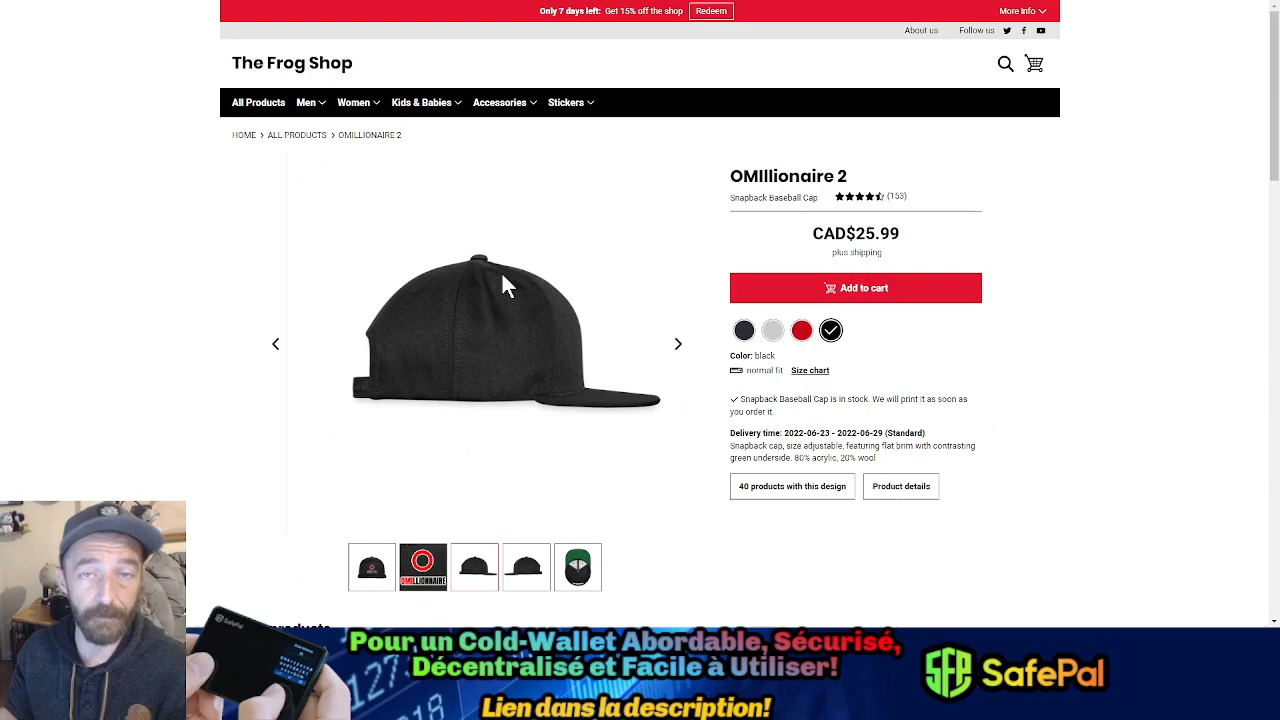 Only 7 days left: Get 15% off the shop Redeem More info
About us Follow us
The Frog Shop
All Products Men Women Kids & Babies Accessories Stickers
HOME > ALL PRODUCTS > OMILLIONAIRE 2
OMIllionaire 2
Snapback Baseball Cap (153)
CAD$25.99
plus shipping
Add to cart
Color: black
normal fit Size chart
Snapback Baseball Cap is in stock. We will print it as soon as
you order it.
Delivery time: 2022-06-23 - 2022-06-29 (Standard)
Snapback cap, size adjustable, featuring flat brim with contrasting
green underside. 80% acrylic, 20% wool
40 products with this design Product details
OMILLIONNAIRE
SafePal
Pour un Cold-Wallet Abordable, Sécurisé,
Décentralisé et Facile à Utiliser!
Lien dans la description!
SFP SafePal